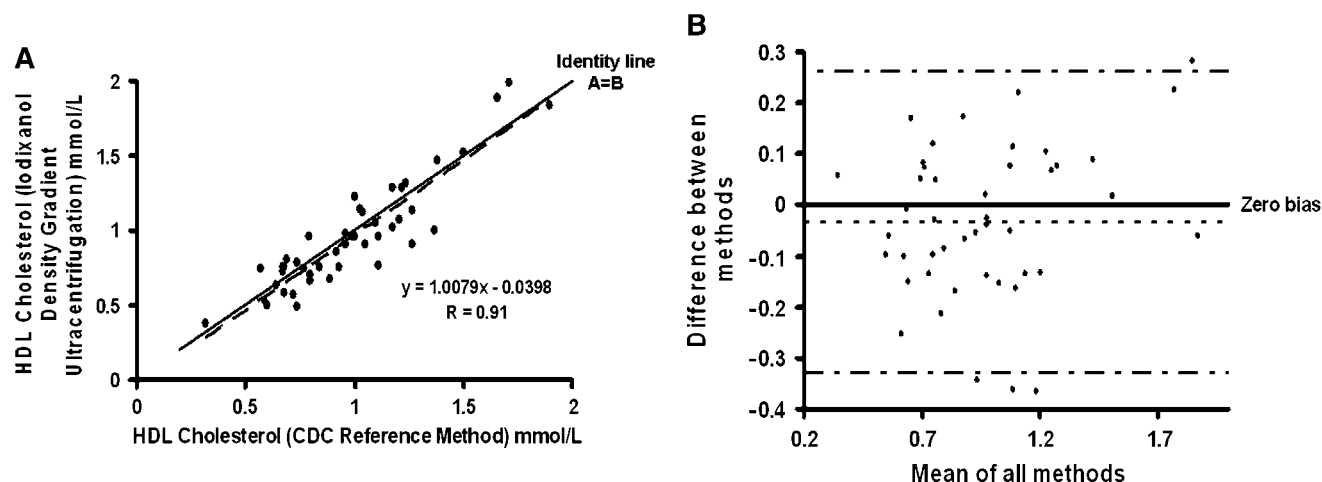 A
HDL Cholesterol (Iodixanol
Density Gradient
Ultracentrifugation) mmol/L
2
1.5
1
0.5
0
0
0.5
1
1.5
2
HDL Cholesterol (CDC Reference Method) mmol/L
Identity line
A=B
y = 1.0079x - 0.0398
R = 0.91
B
Difference between
methods
0.3
0.2
0.1
0
-0.1
-0.2
-0.3
-0.4
Zero bias
0.2
0.7
1.2
1.7
Mean of all methods